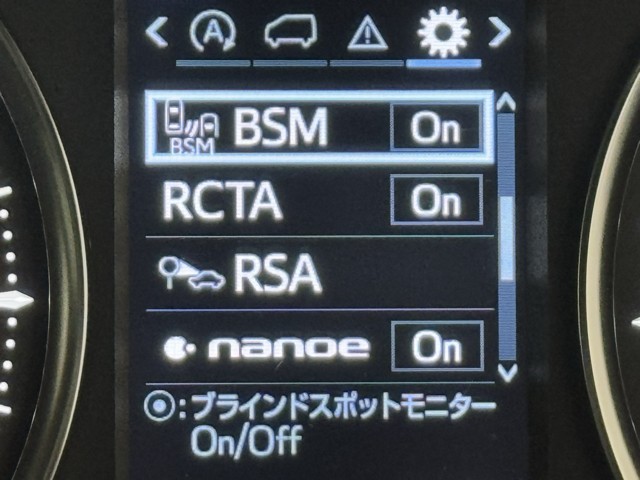 A
BSM BSM On
RCTA On
RSA
nanoe On
: ブラインドスポットモニター
On/Off